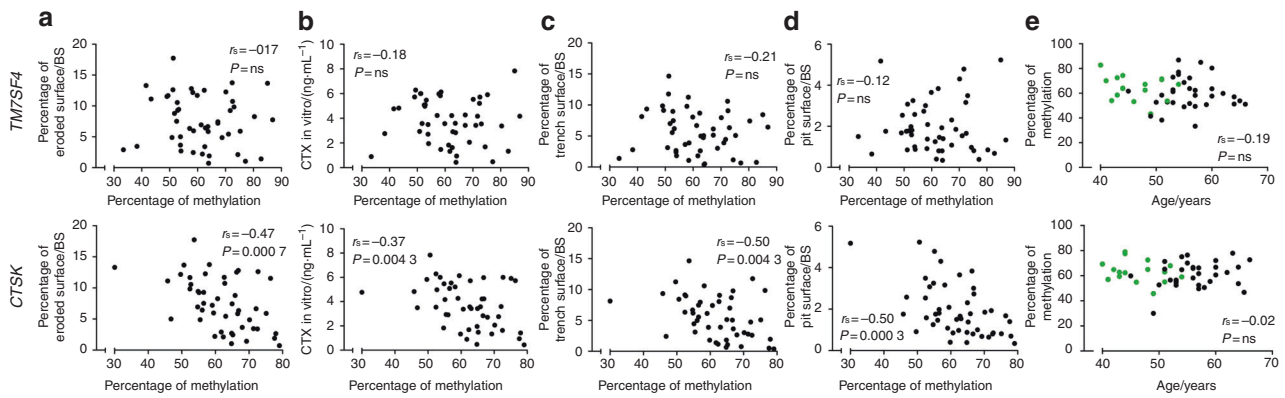 a
TM7SF4
Percentage of
eroded surface/BS
20
15
10
5
0
rs=−017
P=ns
30 40 50 60 70 80 90
Percentage of methylation
b
CTX in vitro/(ng·mL−1)
10
8
6
4
2
0
rs=−0.18
P=ns
30 40 50 60 70 80 90
Percentage of methylation
c
Percentage of
trench surface/BS
20
15
10
5
0
rs=−0.21
P=ns
30 40 50 60 70 80 90
Percentage of methylation
d
Percentage of
pit surface/BS
6
4
2
0
rs=−0.12
P=ns
30 40 50 60 70 80 90
Percentage of methylation
e
Percentage of
methylation
100
80
60
40
20
0
rs=−0.19
P=ns
40 50 60 70
Age/years
CTSK
Percentage of
eroded surface/BS
20
15
10
5
0
rs=−0.47
P=0.000 7
30 40 50 60 70 80
Percentage of methylation
CTX in vitro/(ng·mL−1)
10
8
6
4
2
0
rs=−0.37
P=0.004 3
30 40 50 60 70 80
Percentage of methylation
Percentage of
trench surface/BS
20
15
10
5
0
rs=−0.50
P=0.004 3
30 40 50 60 70 80
Percentage of methylation
Percentage of
pit surface/BS
6
4
2
0
rs=−0.50
P=0.000 3
30 40 50 60 70 80
Percentage of methylation
Percentage of
methylation
100
80
60
40
20
0
rs=−0.02
P=ns
40 50 60 70
Age/years